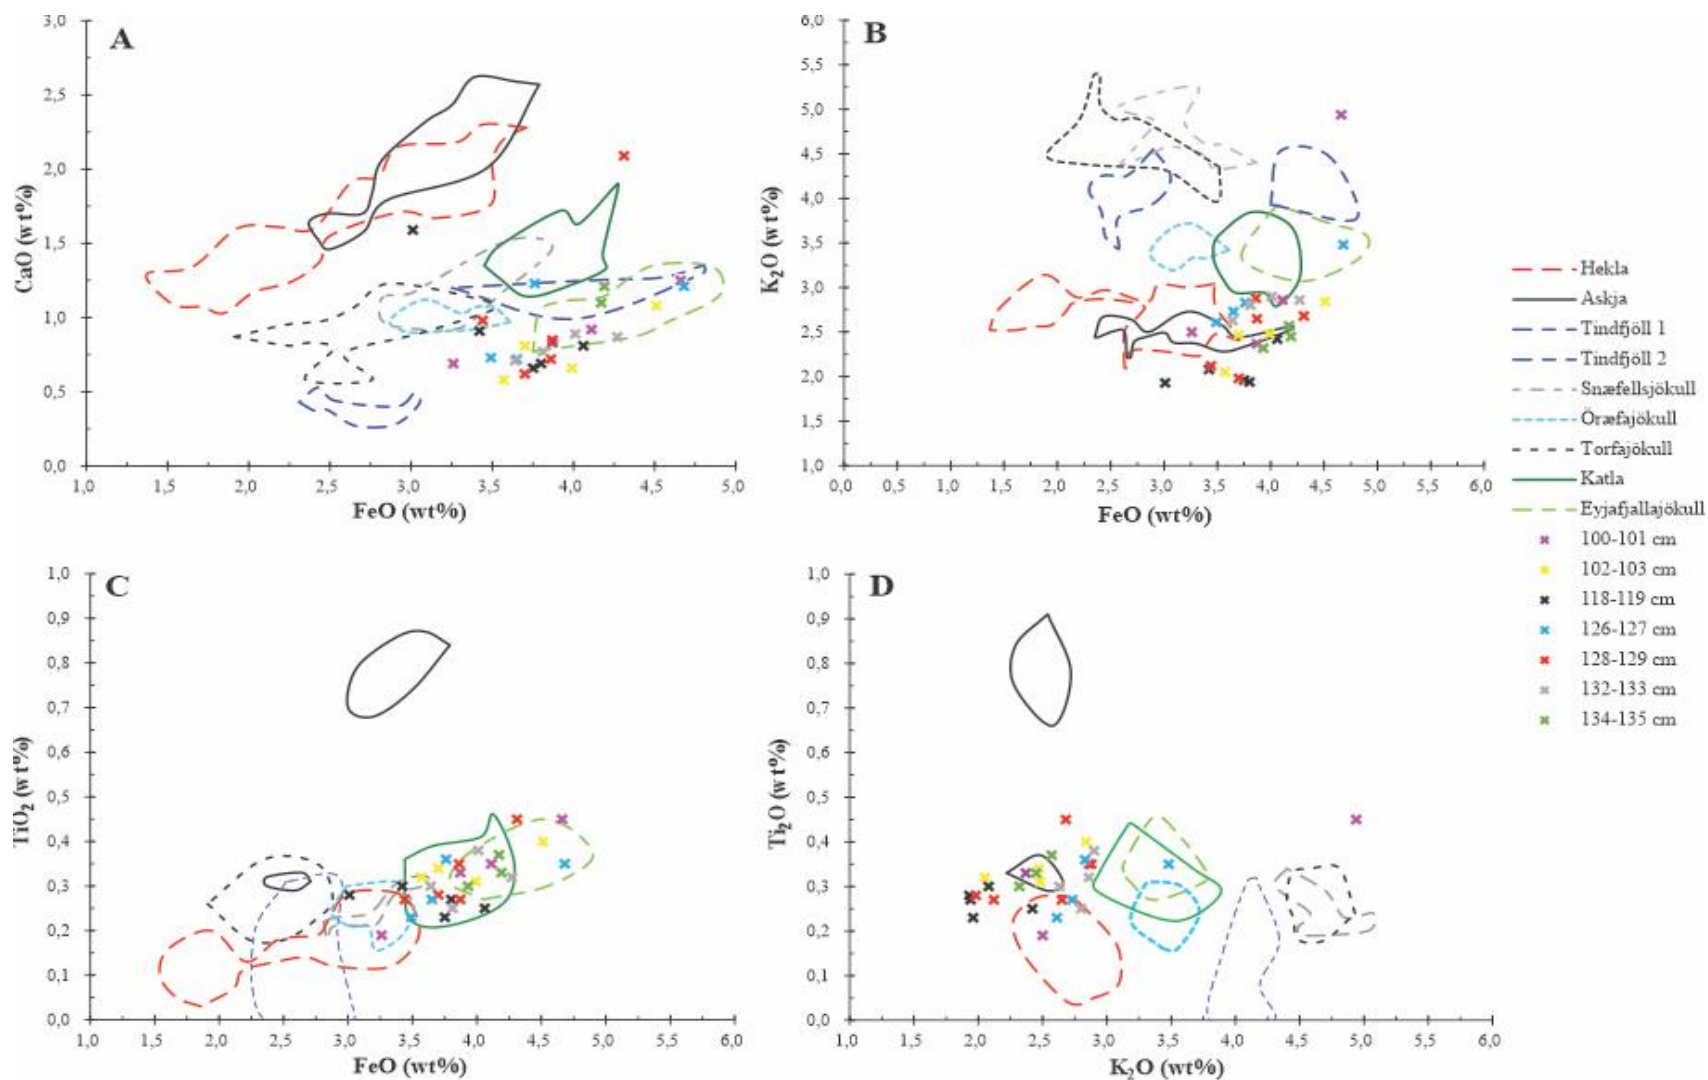 A
3,0
2,5
2,0
1,5
1,0
0,5
0,0
CaO (wt%)
1,0 1,5 2,0 2,5 3,0 3,5 4,0 4,5 5,0
FeO (wt%)
B
6,0
5,5
5,0
4,5
4,0
3,5
3,0
2,5
2,0
1,5
1,0
K2O (wt%)
0,0 0,5 1,0 1,5 2,0 2,5 3,0 3,5 4,0 4,5 5,0 5,5 6,0
FeO (wt%)
Hekla
Askja
Tindfjöll 1
Tindfjöll 2
Snæfellsjökull
Öræfajökull
Torfajökull
Katla
Eyjafjallajökull
100-101 cm
102-103 cm
118-119 cm
126-127 cm
128-129 cm
132-133 cm
134-135 cm
C
1,0
0,9
0,8
0,7
0,6
0,5
0,4
0,3
0,2
0,1
0,0
TiO2 (wt%)
1,0 1,5 2,0 2,5 3,0 3,5 4,0 4,5 5,0 5,5 6,0
FeO (wt%)
D
1,0
0,9
0,8
0,7
0,6
0,5
0,4
0,3
0,2
0,1
0,0
Ti2O (wt%)
1,0 1,5 2,0 2,5 3,0 3,5 4,0 4,5 5,0 5,5 6,0
K2O (wt%)